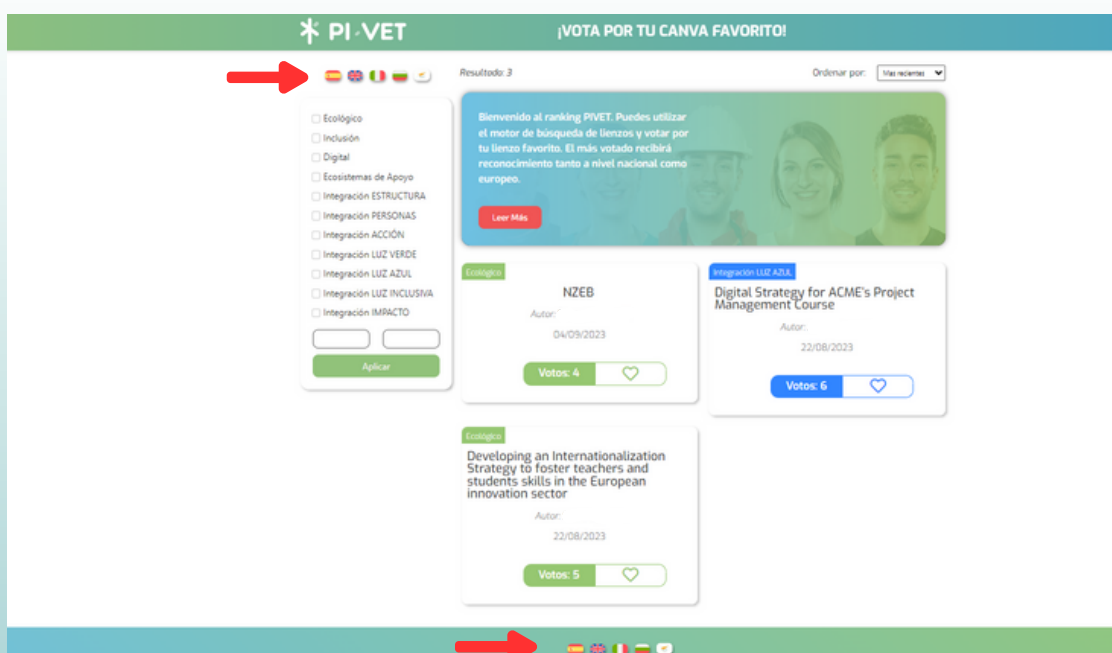 PI-VET
¡VOTA POR TU CANVA FAVORITO!
Resultado: 3
Ordenar por:
Mas recientes
Ecológico
Inclusión
Digital
Ecosistemas de Apoyo
Integración ESTRUCTURA
Integración PERSONAS
Integración ACCIÓN
Integración LUZ VERDE
Integración LUZ AZUL
Integración LUZ INCLUSIVA
Integración IMPACTO
Aplicar
Bienvenido al ranking PIVET. Puedes utilizar
el motor de búsqueda de lienzos y votar por
tu lienzo favorito. El más votado recibirá
reconocimiento tanto a nivel nacional como
europeo.
Leer Más
Ecológico
NZEB
Autor:
04/09/2023
Votos: 4
Integración LUZ AZUL
Digital Strategy for ACME's Project
Management Course
Autor:
22/08/2023
Votos: 6
Ecológico
Developing an Internationalization
Strategy to foster teachers and
students skills in the European
innovation sector
Autor:
22/08/2023
Votos: 5